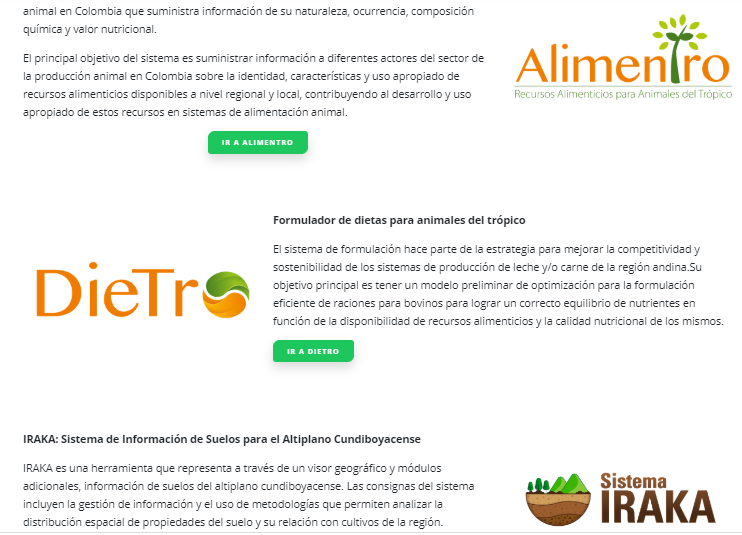 animal en Colombia que suministra información de su naturaleza, ocurrencia, composición
química y valor nutricional.
El principal objetivo del sistema es suministrar información a diferentes actores del sector de
la producción animal en Colombia sobre la identidad, características y uso apropiado de
recursos alimenticios disponibles a nivel regional y local, contribuyendo al desarrollo y uso
apropiado de estos recursos en sistemas de alimentación animal.
IR A ALIMENTRO
Alimentro
Recursos Alimenticios para Animales del Trópico
DieTro
Formulador de dietas para animales del trópico
El sistema de formulación hace parte de la estrategia para mejorar la competitividad y
sostenibilidad de los sistemas de producción de leche y/o carne de la región andina.Su
objetivo principal es tener un modelo preliminar de optimización para la formulación
eficiente de raciones para bovinos para lograr un correcto equilibrio de nutrientes en
función de la disponibilidad de recursos alimenticios y la calidad nutricional de los mismos.
IR A DIETRO
IRAKA: Sistema de Información de Suelos para el Altiplano Cundiboyacense
IRAKA es una herramienta que representa a través de un visor geográfico y módulos
adicionales, información de suelos del altiplano cundiboyacense. Las consignas del sistema
incluyen la gestión de información y el uso de metodologías que permiten analizar la
distribución espacial de propiedades del suelo y su relación con cultivos de la región.
Sistema
IRAKA